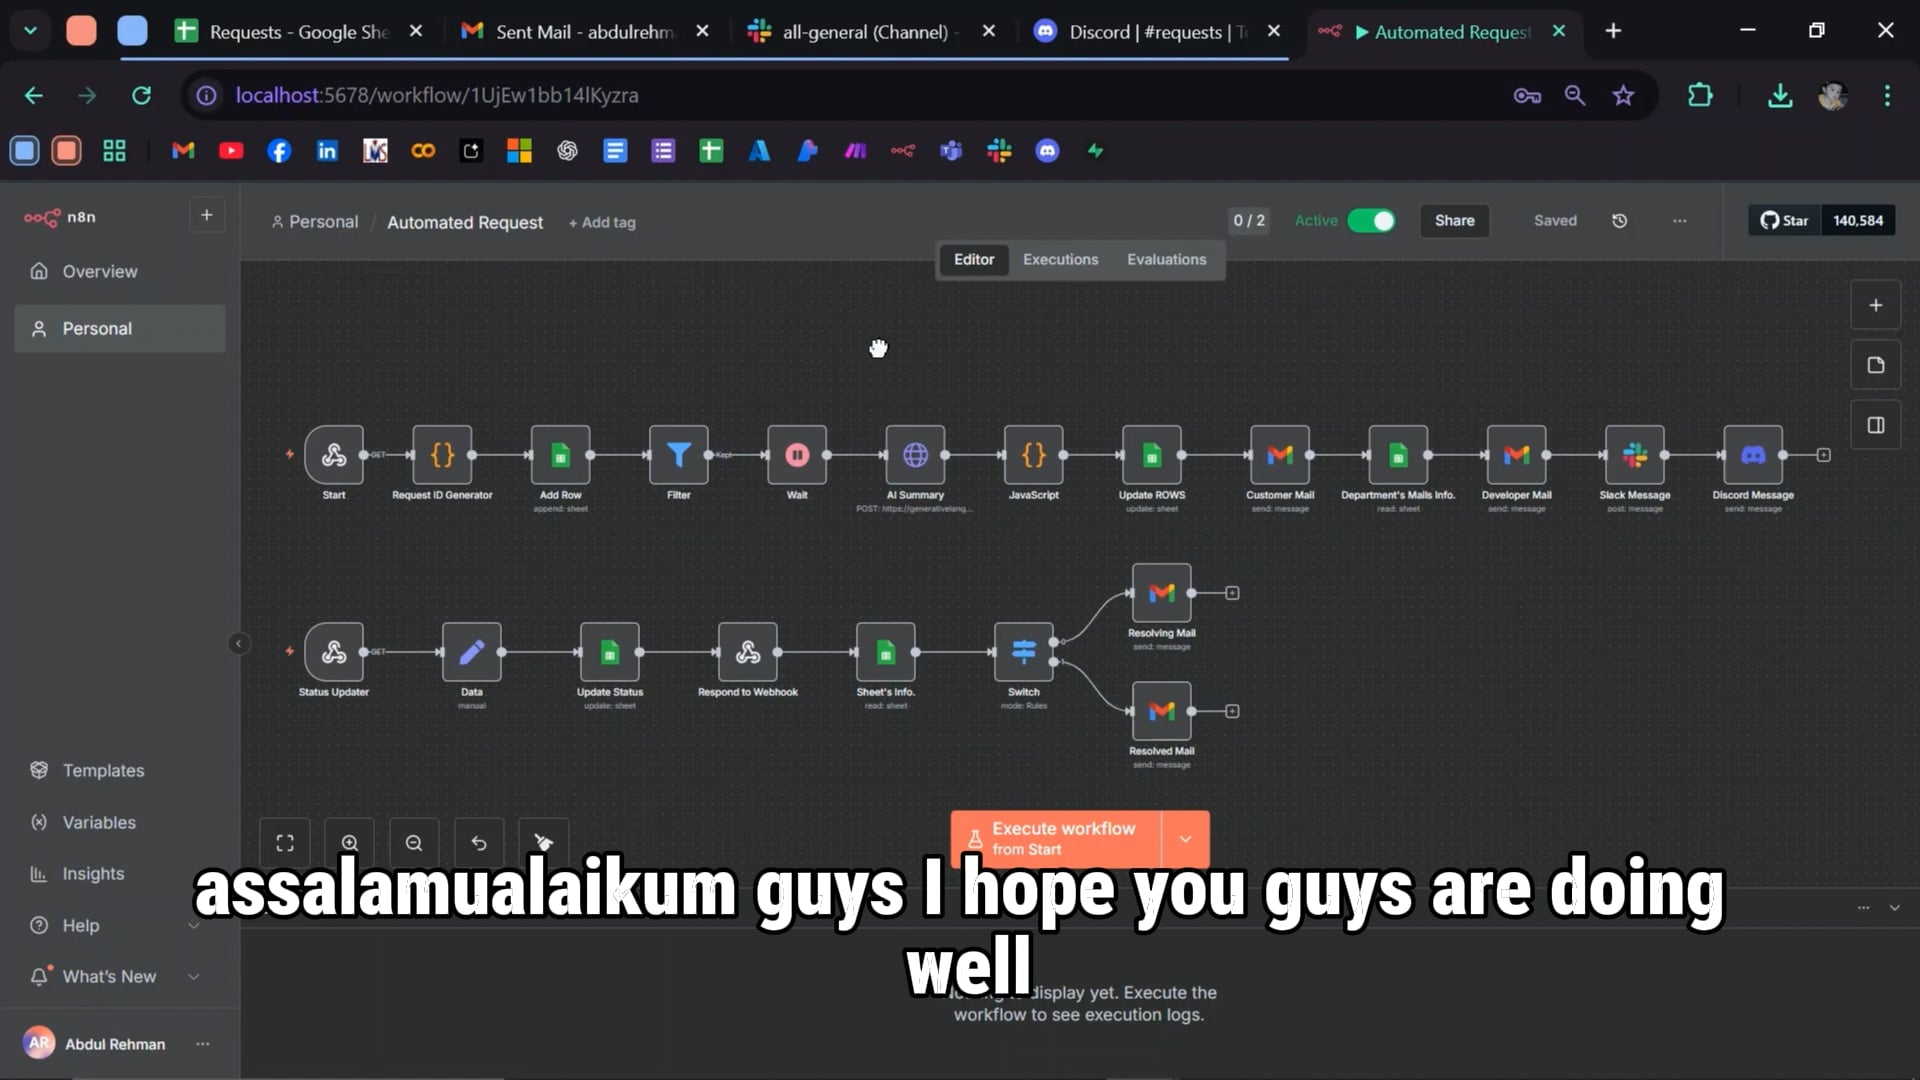 Requests - Google She
Sent Mail - abdulrehm
all-general (Channel) -
Discord | #requests | Te
Automated Request
localhost:5678/workflow/1UjEw1bb14lKyzra
n8n
Personal / Automated Request + Add tag
0 / 2
Active
Share
Saved
Star 140,584
Editor Executions Evaluations
Overview
Personal
GET
Kept
Start
Request ID Generator
Add Row
append: sheet
Filter
Wait
AI Summary
POST: https://generativelang...
JavaScript
Update ROWS
update: sheet
Customer Mail
send: message
Department's Mails Info.
read: sheet
Developer Mail
send: message
Slack Message
post: message
Discord Message
send: message
Resolving Mail
send: message
GET
Status Updater
Data
manual
Update Status
update: sheet
Respond to Webhook
Sheet's Info.
read: sheet
Switch
mode: Rules
Resolved Mail
send: message
Templates
Variables
Insights
Help
What's New
AR Abdul Rehman
Execute workflow
from Start
assalamualaikum guys I hope you guys are doing
well
display yet. Execute the
workflow to see execution logs.